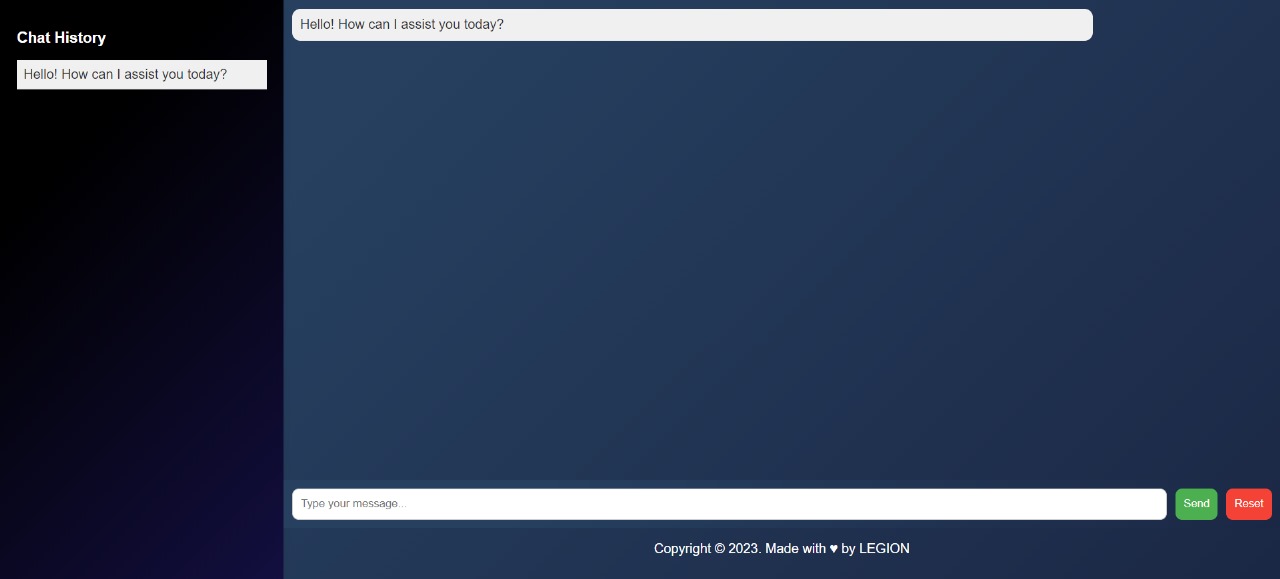 Chat History
Hello! How can I assist you today?
Hello! How can I assist you today?
Type your message...
Send
Reset
Copyright © 2023. Made with ♥ by LEGION